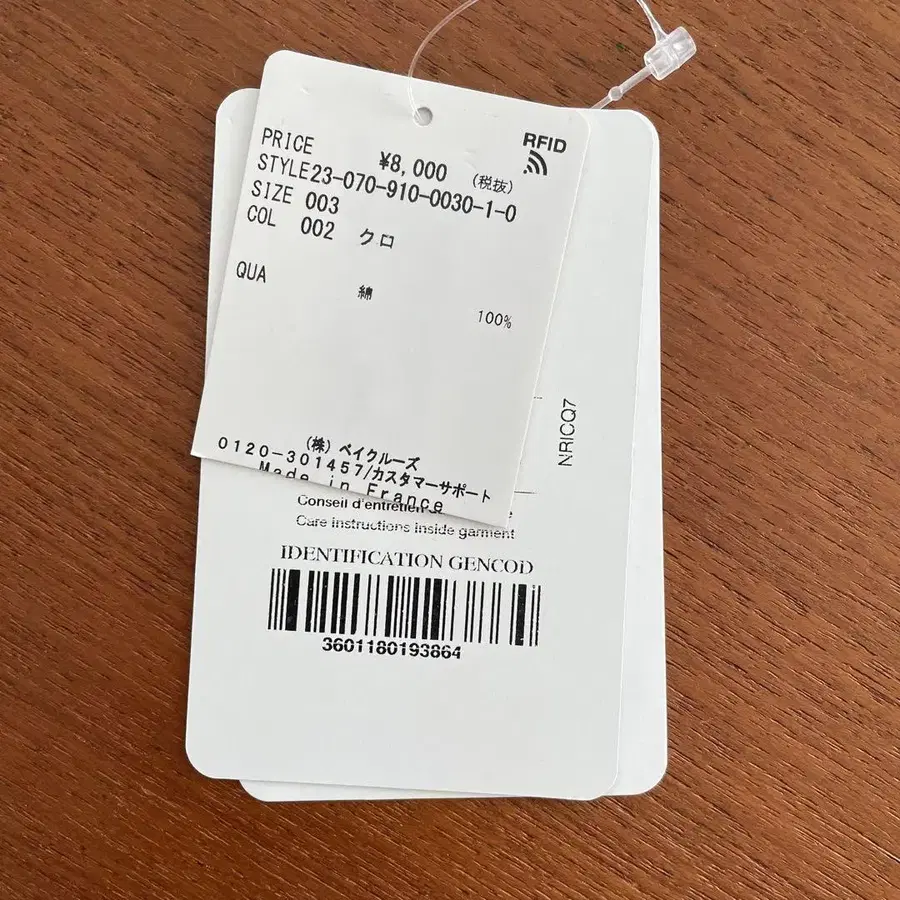 RFID
PRICE ¥8,000 (税抜)
STYLE23-070-910-0030-1-0
SIZE 003
COL 002 クロ
QUA 綿 100%
(株) ベイクルーズ
0120-301457/カスタマーサポート
Made in France
NRICQ7
Conseil d'entretien
Care instructions inside garment
IDENTIFICATION GENCOD
3601180193864